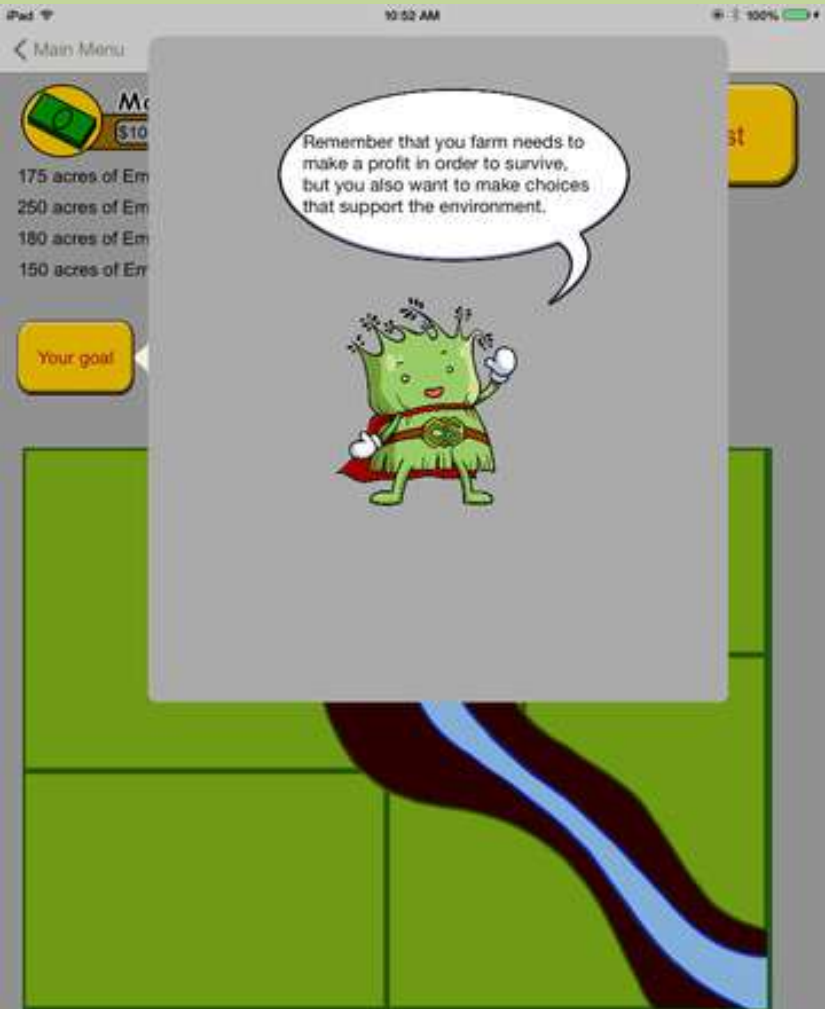 iPad
10:52 AM
100%
Main Menu
$10
175 acres of Em
250 acres of Em
180 acres of Em
150 acres of Em
Your goal
Remember that you farm needs to
make a profit in order to survive,
but you also want to make choices
that support the environment.